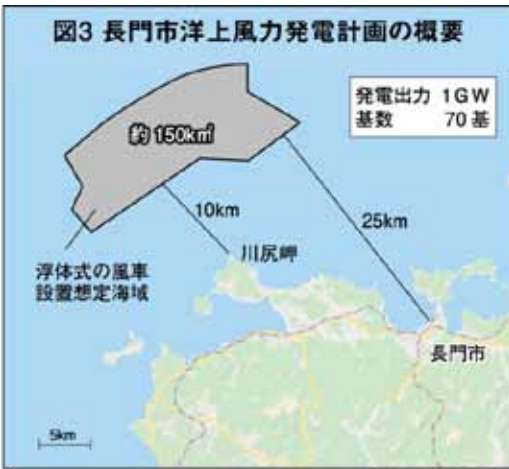 図3 長門市洋上風力発電計画の概要
発電出力 1GW
基数 70基
約150k㎡
10km
25km
川尻岬
浮体式の風車
設置想定海域
長門市
5km